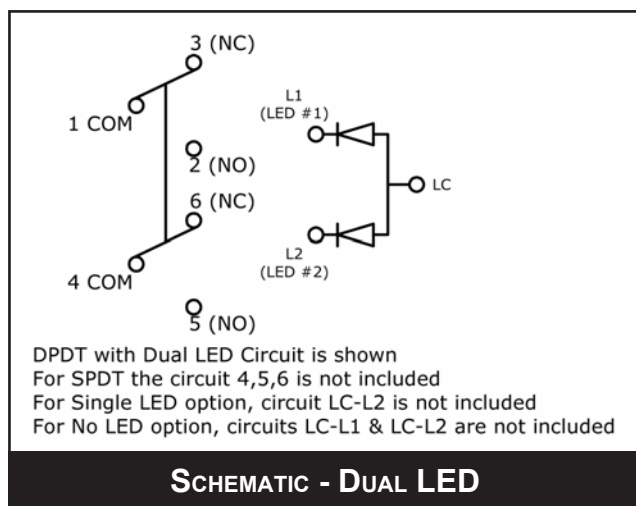 3 (NC)
1 COM
2 (NO)
6 (NC)
4 COM
5 (NO)
L1
(LED #1)
LC
L2
(LED #2)
DPDT with Dual LED Circuit is shown
For SPDT the circuit 4,5,6 is not included
For Single LED option, circuit LC-L2 is not included
For No LED option, circuits LC-L1 & LC-L2 are not included
SCHEMATIC - DUAL LED